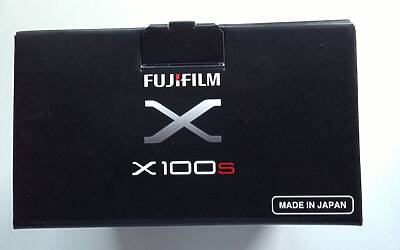 FUJIFILM
X
X100s
MADE IN JAPAN